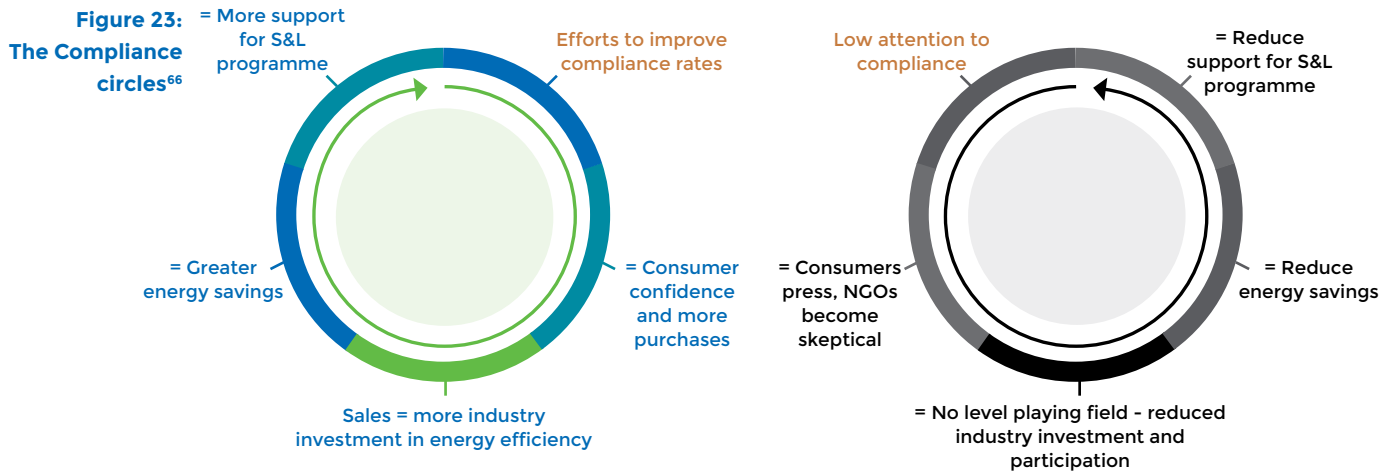 Figure 23:
The Compliance
circles⁶⁶
= More support
for S&L
programme
Efforts to improve
compliance rates
= Consumer
confidence
and more
purchases
Sales = more industry
investment in energy efficiency
= Greater
energy savings
Low attention to
compliance
= Consumers
press, NGOs
become
skeptical
= No level playing field - reduced
industry investment and
participation
= Reduce
energy savings
= Reduce
support for S&L
programme